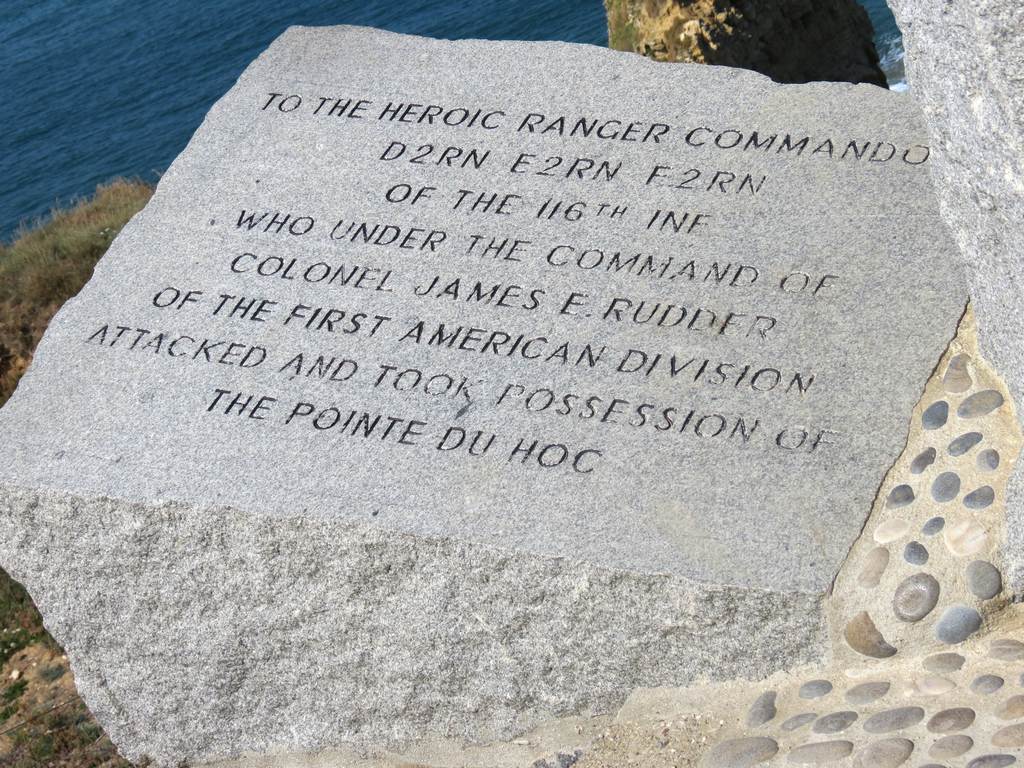 TO THE HEROIC RANGER COMMANDO
D2RN E2RN F2RN
OF THE 116TH INF
WHO UNDER THE COMMAND OF
COLONEL JAMES E. RUDDER
OF THE FIRST AMERICAN DIVISION
ATTACKED AND TOOK POSSESSION OF
THE POINTE DU HOC